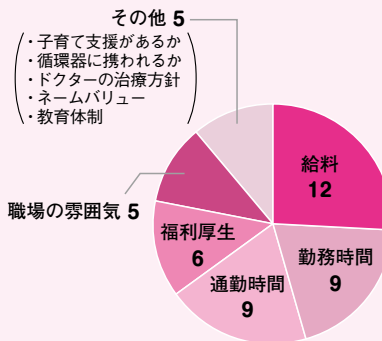 その他 5
・子育て支援があるか
・循環器に携われるか
・ドクターの治療方針
・ネームバリュー
・教育体制
職場の雰囲気 5
福利厚生
6
通勤時間
9
勤務時間
9
給料
12